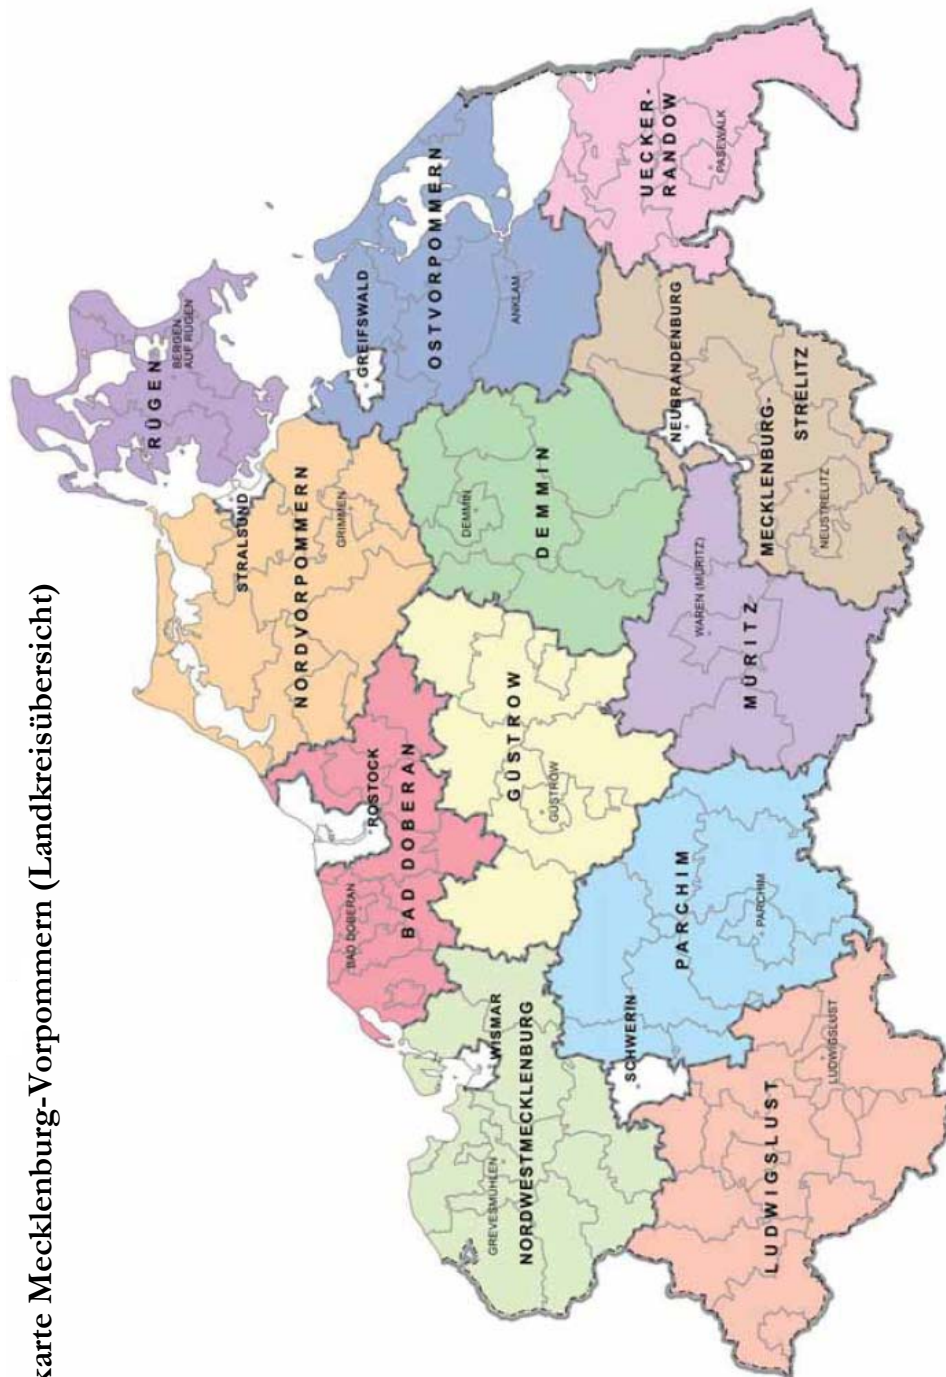 karte Mecklenburg-Vorpommern (Landkreisübersicht)
RÜGEN
BERGEN
AUF RÜGEN
STRALSUND
NORDVORPOMMERN
GRIMMEN
GREIFSWALD
OSTVORPOMMERN
ANKLAM
ROSTOCK
BAD DOBERAN
BAD DOBERAN
DEMMIN
DEMMIN
WISMAR
GREVESMÜHLEN
NORDWESTMECKLENBURG
GÜSTROW
GÜSTROW
UECKER-
RANDOW
PASEWALK
SCHWERIN
PARCHIM
PARCHIM
NEUBRANDENBURG
WAREN (MÜRITZ)
MÜRITZ
MECKLENBURG-
STRELITZ
NEUSTRELITZ
LUDWIGSLUST
LUDWIGSLUST